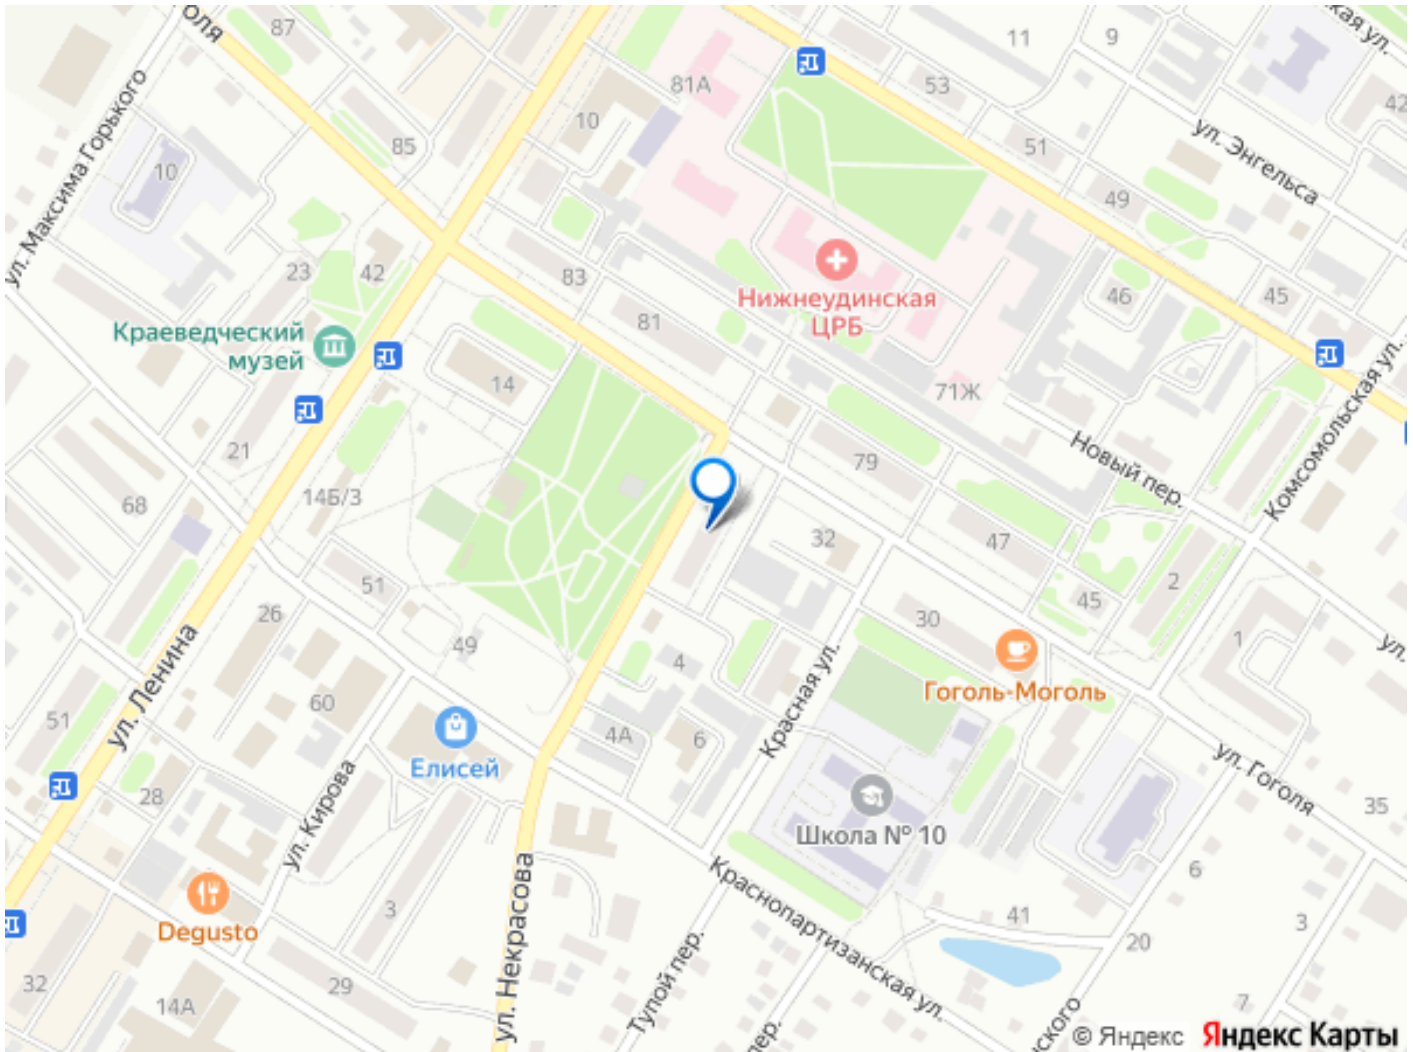 оля
87
11
9
ская ул.
81А
53
42
10
85
51
ул. Энгельса
ул. Максима Горького
10
49
23
42
83
Нижнеудинская
ЦРБ
46
45
Краеведческий
музей
81
14
71Ж
Комсомольская ул.
21
79
Новый пер.
68
14Б/3
32
47
51
2
45
26
30
1
ул.
49
4
Гоголь-Моголь
ул. Ленина
60
51
4А
6
Красная ул.
Елисей
ул. Гоголя
28
ул. Кирова
35
Школа № 10
6
Краснопартизанская ул.
3
ул. Некрасова
41
3
Degusto
20
Тупой пер.
32
29
14А
7
пер.
ского
© Яндекс Яндекс Карты